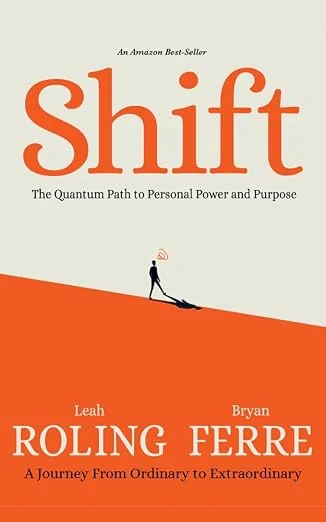 An Amazon Best-Seller
Shift
The Quantum Path to Personal Power and Purpose
Leah Bryan
ROLING FERRE
A Journey From Ordinary to Extraordinary